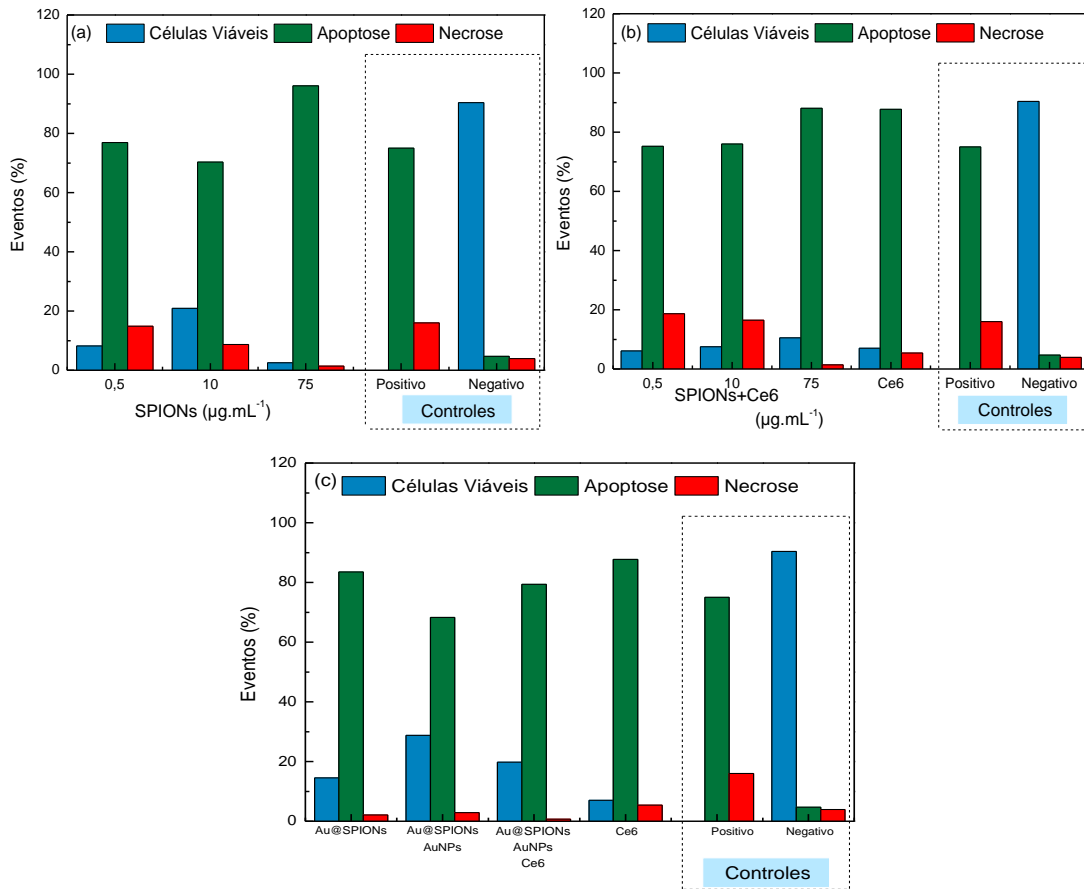 (a)
Células Viáveis Apoptose Necrose
120
100
80
60
40
20
0
Eventos (%)
0,5 10 75 Positivo Negativo
SPIONs (µg.mL⁻¹)
Controles
(b)
Células Viáveis Apoptose Necrose
120
100
80
60
40
20
0
Eventos (%)
0,5 10 75 Ce6 Positivo Negativo
SPIONs+Ce6
(µg.mL⁻¹)
Controles
(c)
Células Viáveis Apoptose Necrose
120
100
80
60
40
20
0
Eventos (%)
Au@SPIONs Au@SPIONs Au@SPIONs Ce6 Positivo Negativo
AuNPs AuNPs
Ce6
Controles